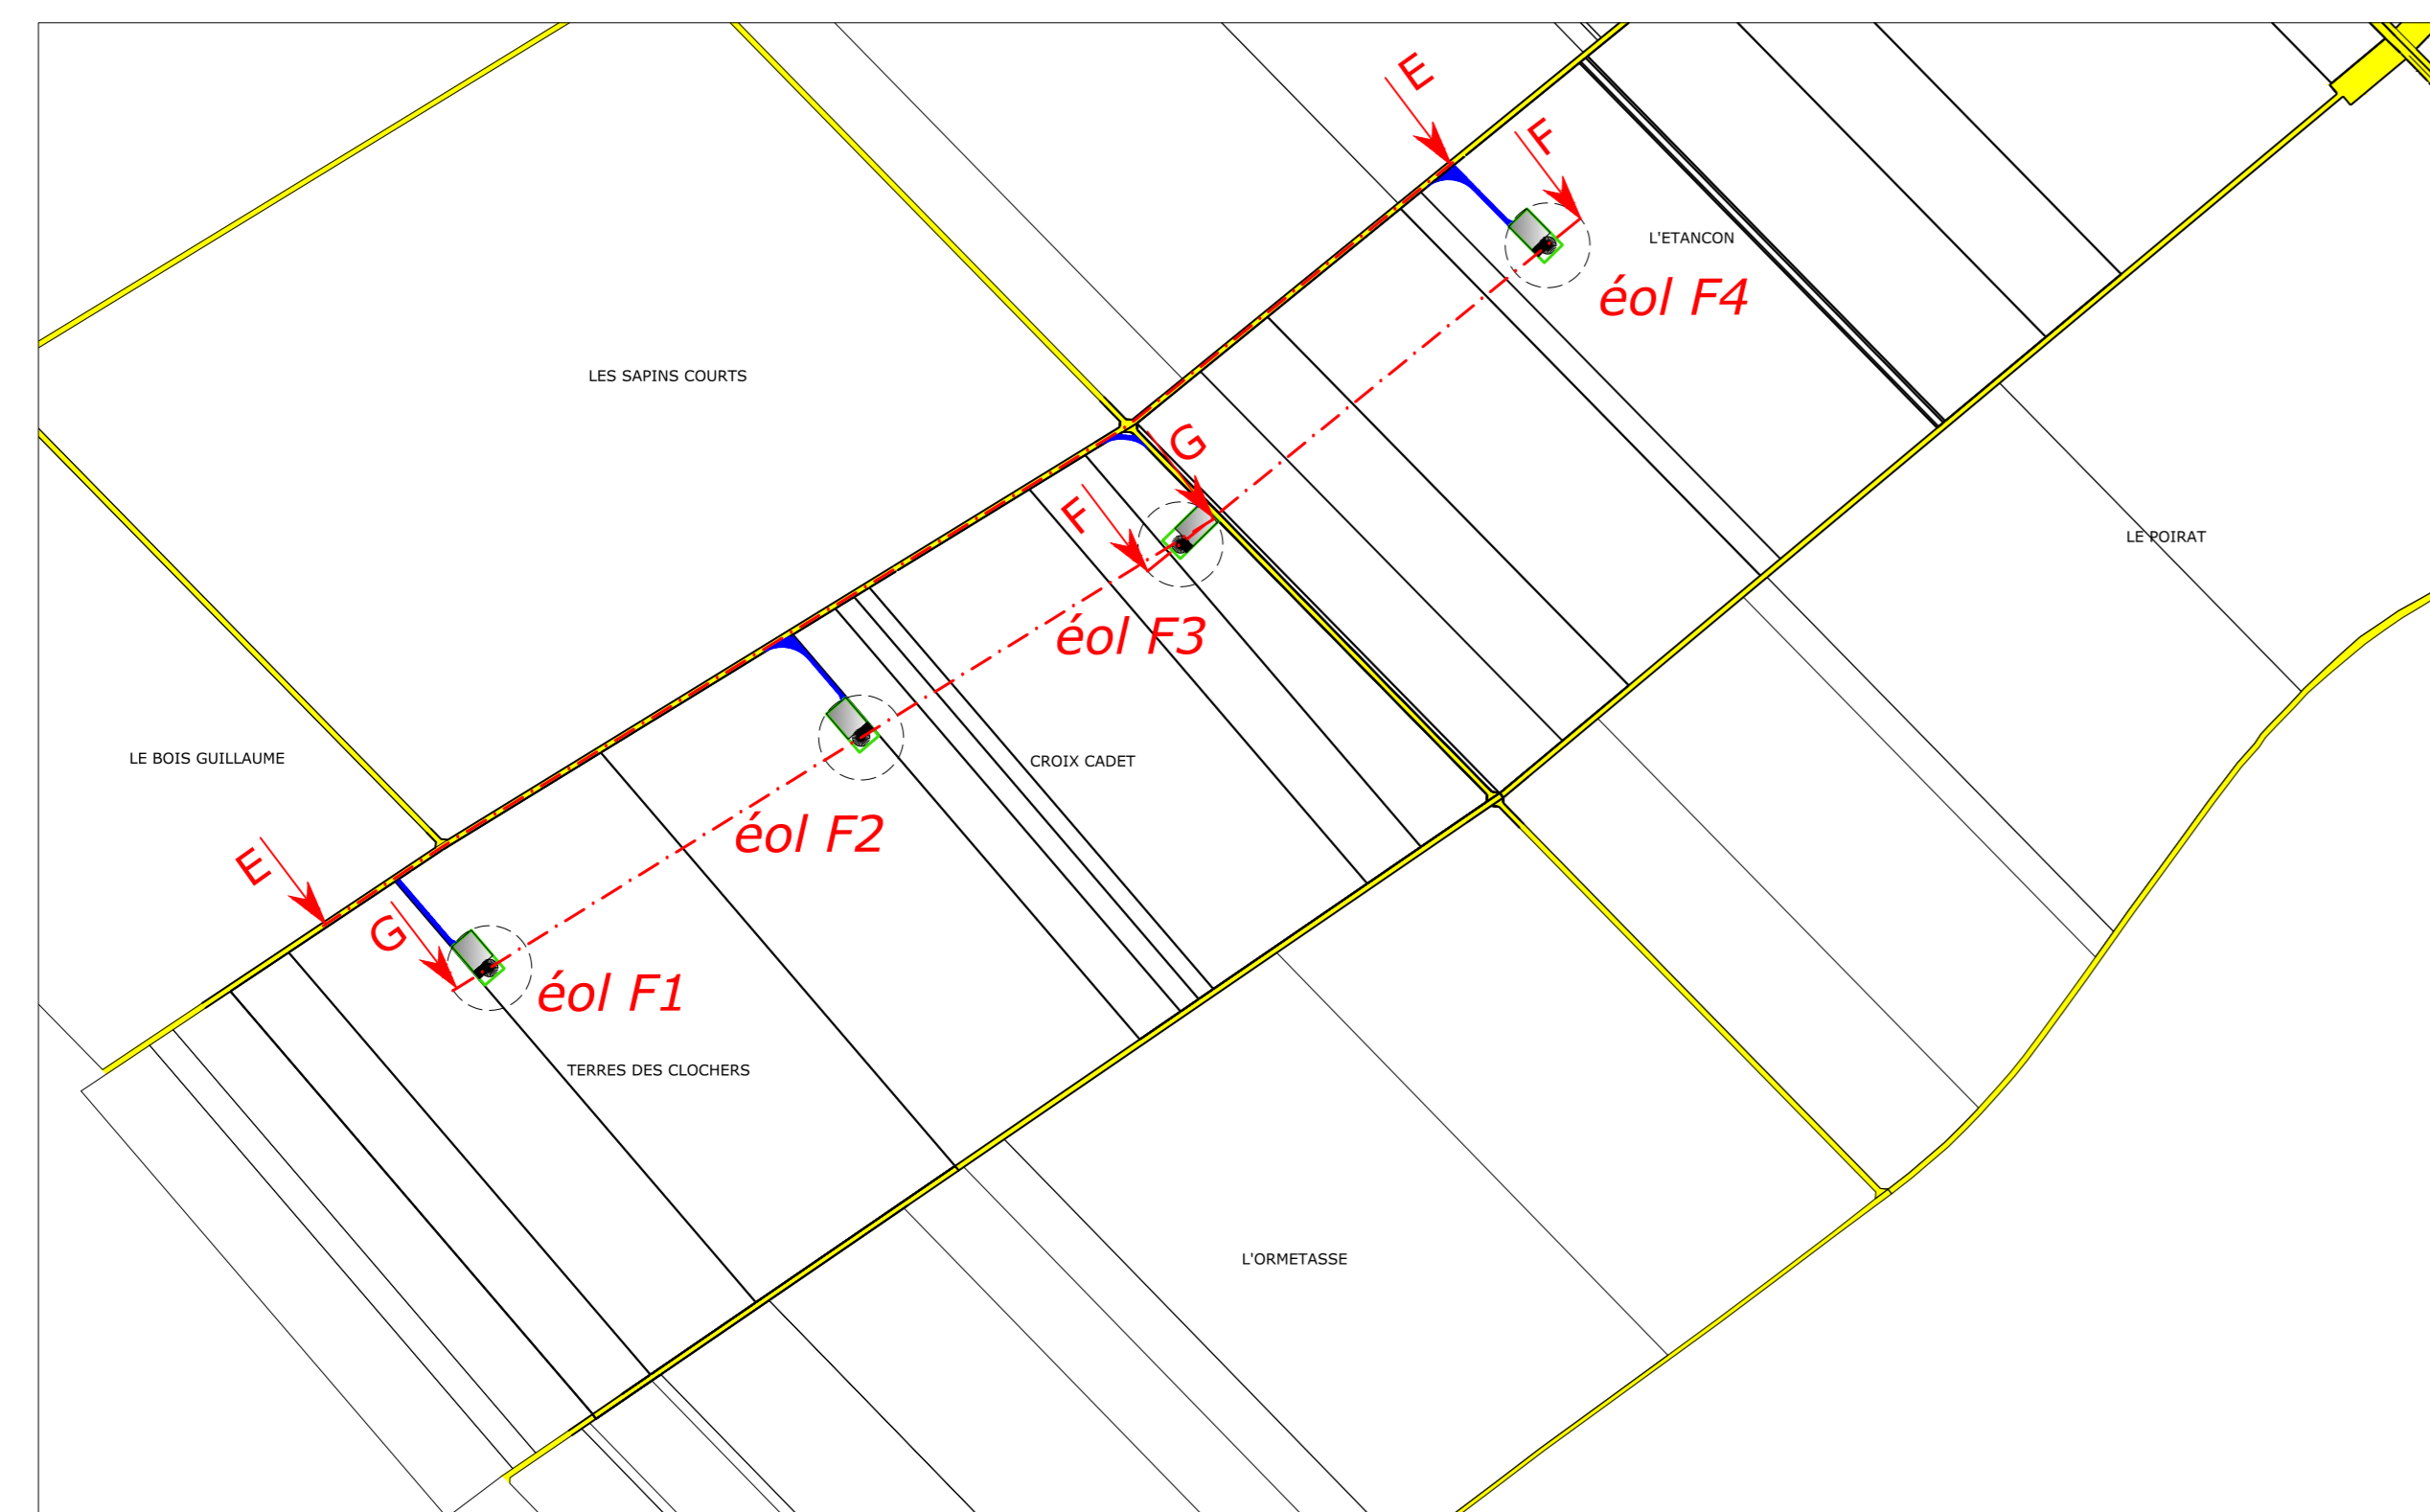 E
F
L'ETANCON
éol F4
LES SAPINS COURTS
G
F
LE POIRAT
éol F3
LE BOIS GUILLAUME
CROIX CADET
éol F2
E
G
éol F1
TERRES DES CLOCHERS
L'ORMETASSE